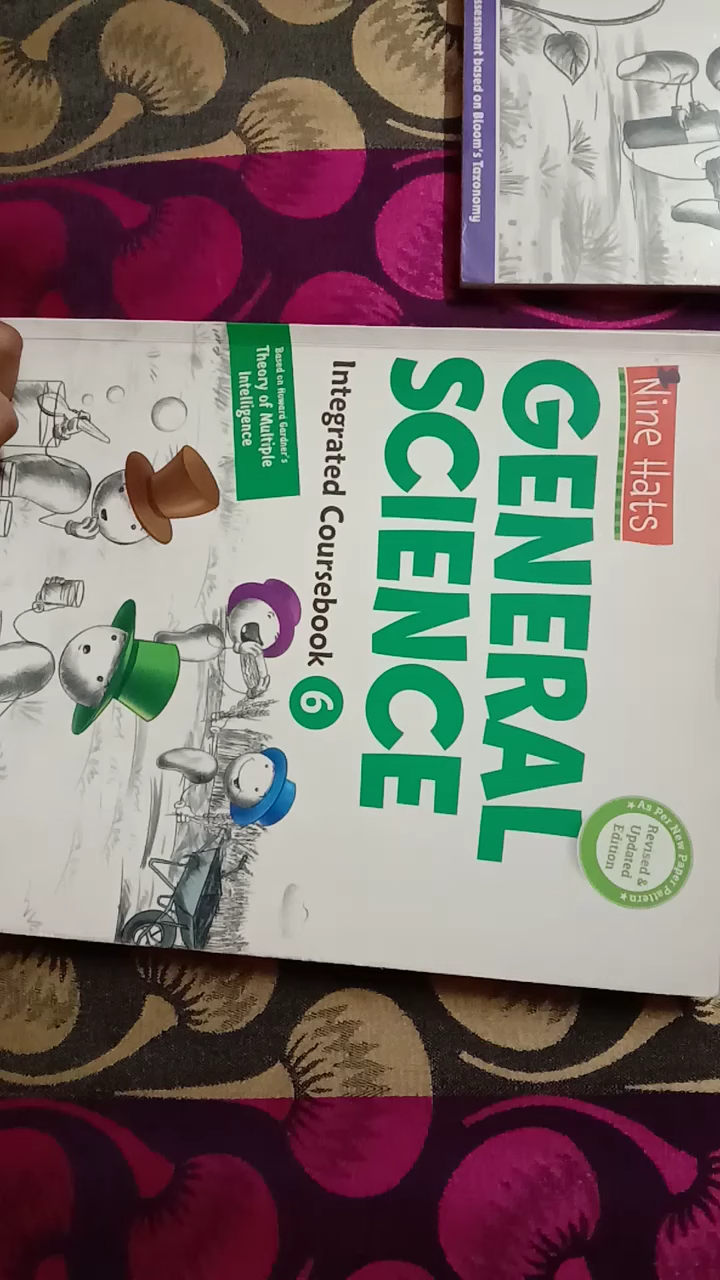 Nine Hats
GENERAL
SCIENCE
Integrated Coursebook 6
Based on Howard Gardner's
Theory of Multiple
Intelligence
★ As Per New Paper Pattern ★
Revised &
Updated
Edition
ssessment based on Bloom's Taxonomy